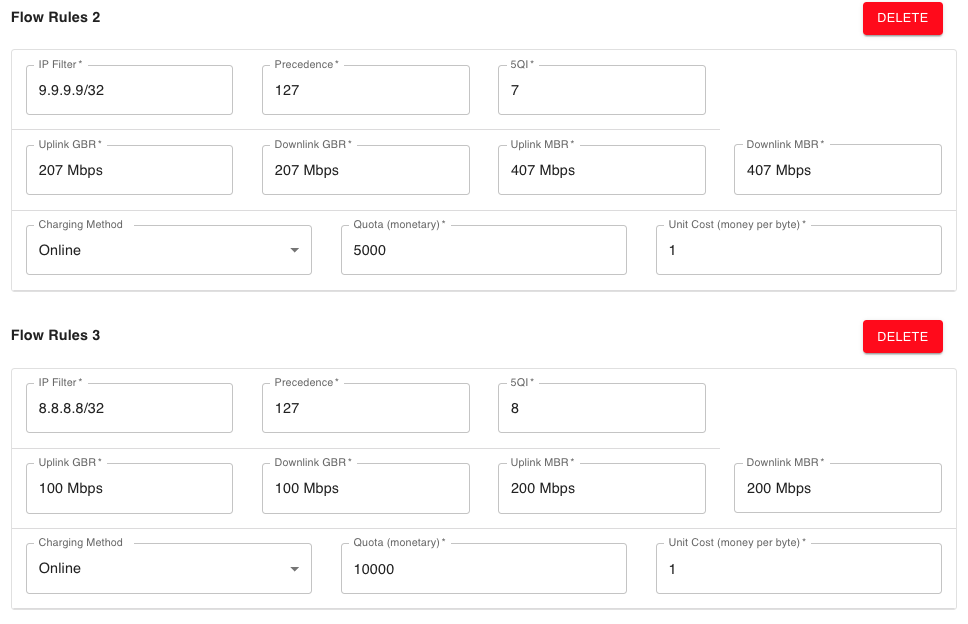 Flow Rules 2
DELETE
IP Filter * Precedence * 5QI *
9.9.9.9/32 127 7
Uplink GBR * Downlink GBR * Uplink MBR * Downlink MBR *
207 Mbps 207 Mbps 407 Mbps 407 Mbps
Charging Method Quota (monetary) * Unit Cost (money per byte) *
Online 5000 1
Flow Rules 3
DELETE
IP Filter * Precedence * 5QI *
8.8.8.8/32 127 8
Uplink GBR * Downlink GBR * Uplink MBR * Downlink MBR *
100 Mbps 100 Mbps 200 Mbps 200 Mbps
Charging Method Quota (monetary) * Unit Cost (money per byte) *
Online 10000 1